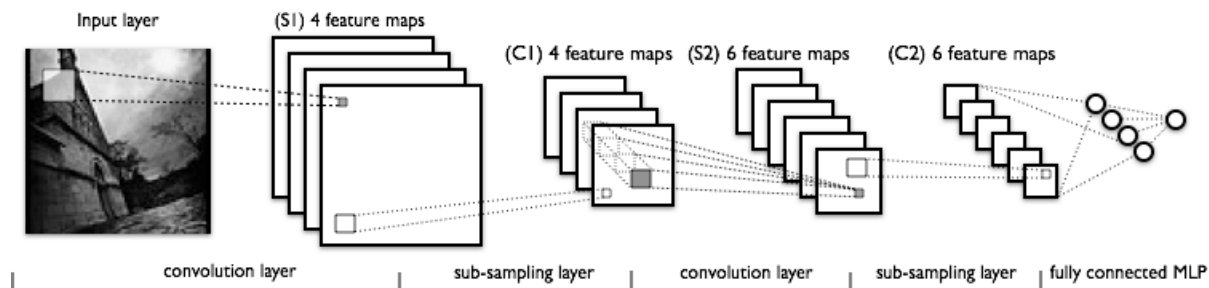 Input layer
(S1) 4 feature maps
(C1) 4 feature maps
(S2) 6 feature maps
(C2) 6 feature maps
convolution layer
sub-sampling layer
convolution layer
sub-sampling layer
fully connected MLP